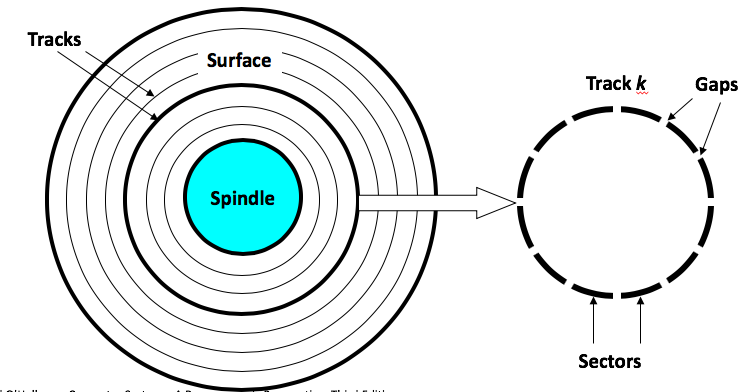 Tracks
Surface
Track k
Gaps
Spindle
Sectors